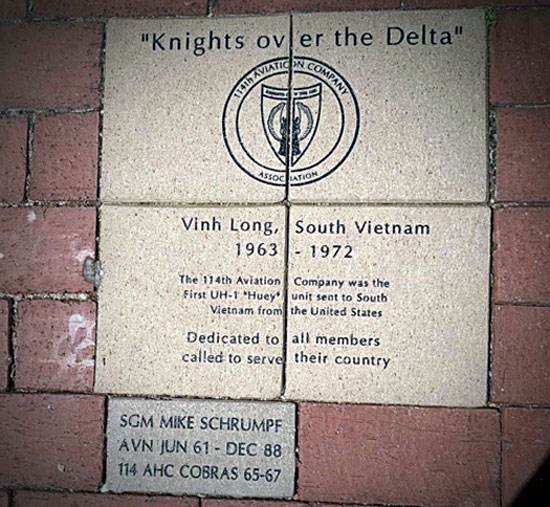 "Knights over the Delta"
114th AVIATION COMPANY
ASSOCIATION
Vinh Long, South Vietnam
1963 - 1972
The 114th Aviation Company was the
First UH-1 "Huey" unit sent to South
Vietnam from the United States
Dedicated to all members
called to serve their country
SGM MIKE SCHRUMPF
AVN JUN 61 - DEC 88
114 AHC COBRAS 65-67